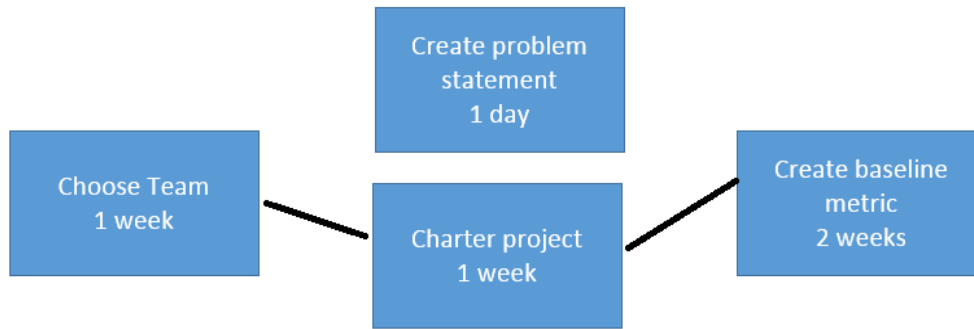 Create problem
statement
1 day
Choose Team
1 week
Charter project
1 week
Create baseline
metric
2 weeks